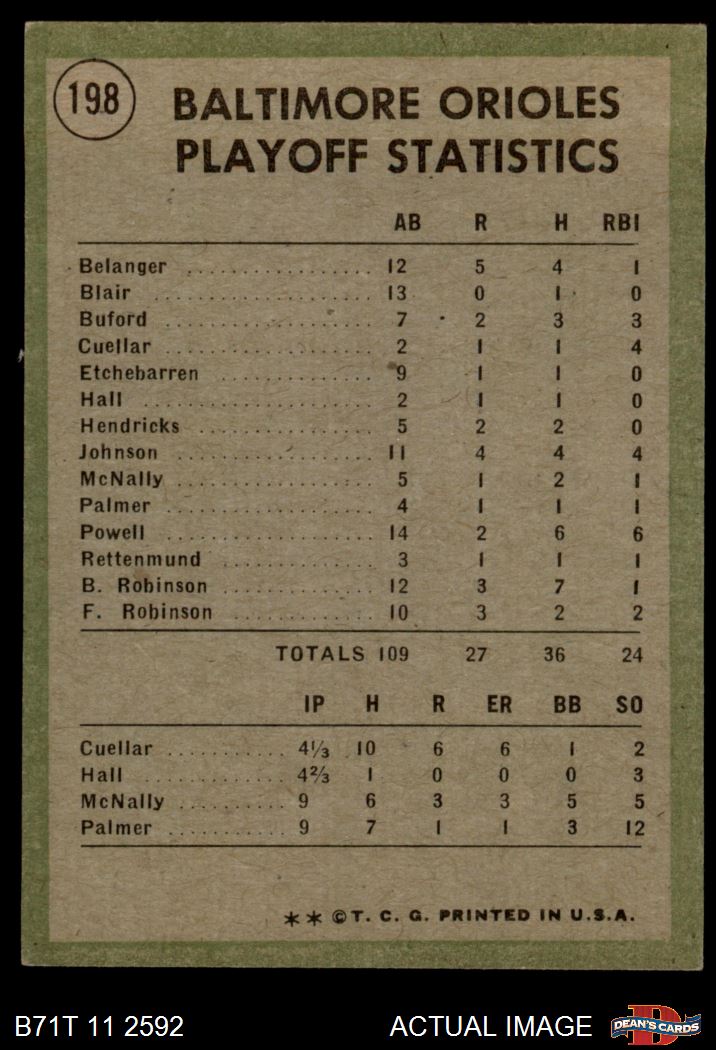 198
BALTIMORE ORIOLES
PLAYOFF STATISTICS
AB R H RBI
Belanger .................. 12 5 4 1
Blair .................. 13 0 1 0
Buford .................. 7 2 3 3
Cuellar .................. 2 1 1 4
Etchebarren .................. 9 1 1 0
Hall .................. 2 1 1 0
Hendricks .................. 5 2 2 0
Johnson .................. 11 4 4 4
McNally .................. 5 1 2 1
Palmer .................. 4 1 1 1
Powell .................. 14 2 6 6
Rettenmund .................. 3 1 1 1
B. Robinson .................. 12 3 7 1
F. Robinson .................. 10 3 2 2
TOTALS 109 27 36 24
IP H R ER BB SO
Cuellar ........... 4⅓ 10 6 6 1 2
Hall ........... 4⅔ 1 0 0 0 3
McNally ........... 9 6 3 3 5 5
Palmer ........... 9 7 1 1 3 12
** ©T. C. G. PRINTED IN U.S.A.
B71T 11 2592 ACTUAL IMAGE DEAN'S CARDS